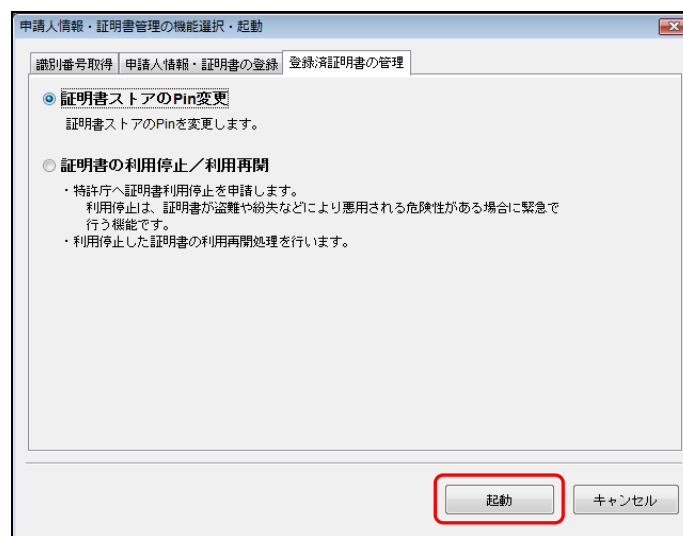 申請人情報・証明書管理の機能選択・起動
識別番号取得 申請人情報・証明書の登録 登録済証明書の管理
証明書ストアのPin変更
証明書ストアのPinを変更します。
証明書の利用停止／利用再開
・特許庁へ証明書利用停止を申請します。
利用停止は、証明書が盗難や紛失などにより悪用される危険性がある場合に緊急で
行う機能です。
・利用停止した証明書の利用再開処理を行います。
起動 キャンセル